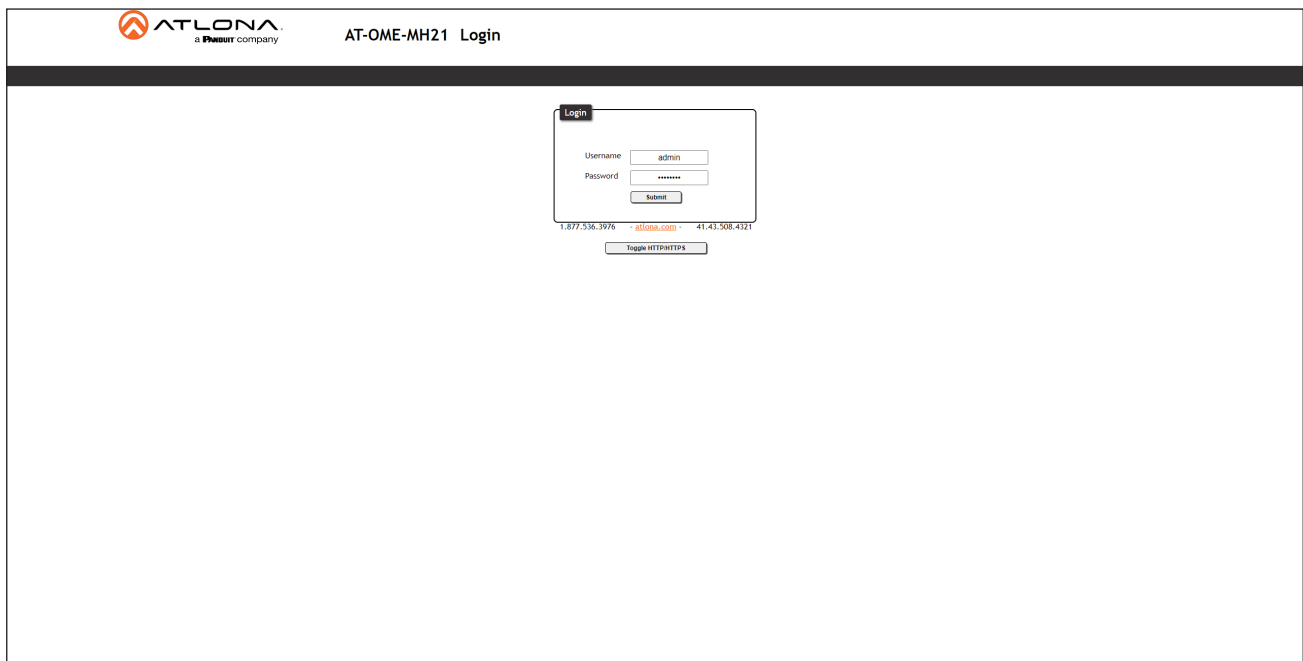 ATLONA.
a PANDUIT company
AT-OME-MH21 Login
Login
Username admin
Password ••••••••
Submit
1.877.536.3976 - atlona.com - 41.43.508.4321
Toggle HTTP/HTTPS